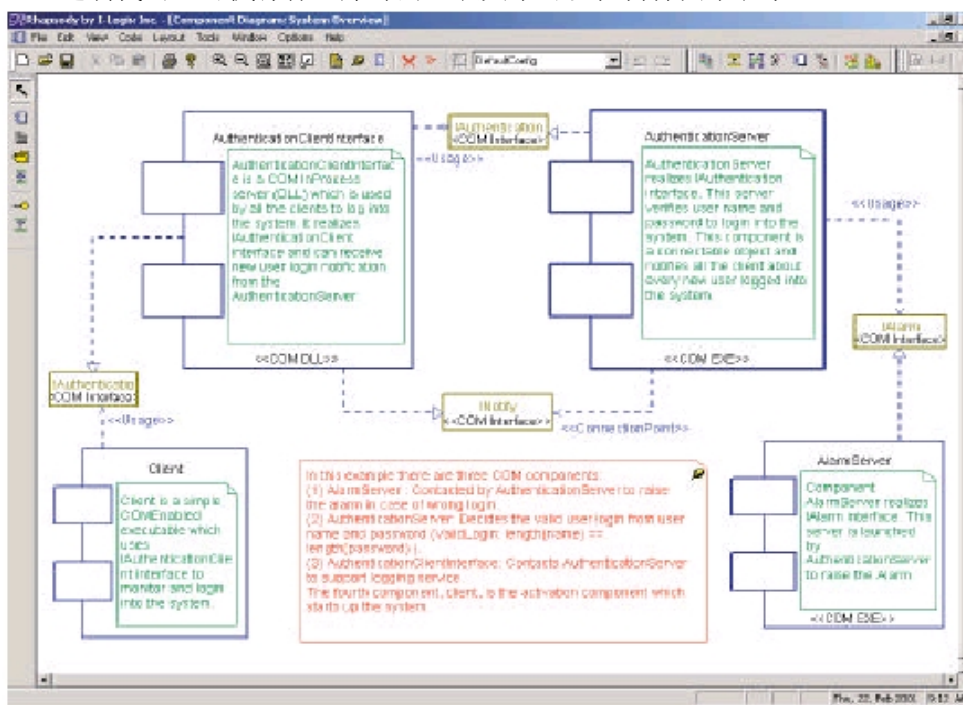 Rhapsody by I-Logix Inc. - [Component Diagram: System Overview]
File Edit View Code Layout Tools Window Options Help
DefaultConfig
AuthenticationClientInterface
AuthenticationClientInterfac
e is a COM InProcess
server(DLL) which is used
by all the clients to log into
the system. It realizes
IAuthenticationClient
interface and can receive
new user login notification
from the
AuthenticationServer
<<COM DLL>>
IAuthentication
<COM Interface>
<<Usage>>
AuthenticationServer
Authentication Server
realizes IAuthentication
interface. This server
verifies user name and
password to login into the
system. This component is
a connectable object and
notifies all the client about
every new user logged into
the system
<<COM EXE>>
<<Usage>>
IAlarm
<COM Interface>
IAuthenticatio
<COM Interface>
<<Usage>>
INotify
<<COM Interface>>
<<ConnectionPoint>>
Client
Client is a simple
COMEnabled
executable which
uses
IAuthenticationClie
nt interface to
monitor and login
into the system.
In this example there are three COM components.
(1) AlarmServer: Contacted by AuthenticationServer to raise
the alarm in case of wrong login.
(2) AuthenticationServer: Decides the valid user login from user
name and password (ValidLogin: length(name) ==
length(password)).
(3) AuthenticationClientInterface: Contacts AuthenticationServer
to support logging service
The fourth component, client, is the activation component which
starts up the system.
AlarmServer
Component
AlarmServer realizes
IAlarm interface. This
server is launched
by
AuthenticationServer
to raise the Alarm
<<COM EXE>>
Thu, 22, Feb 2001